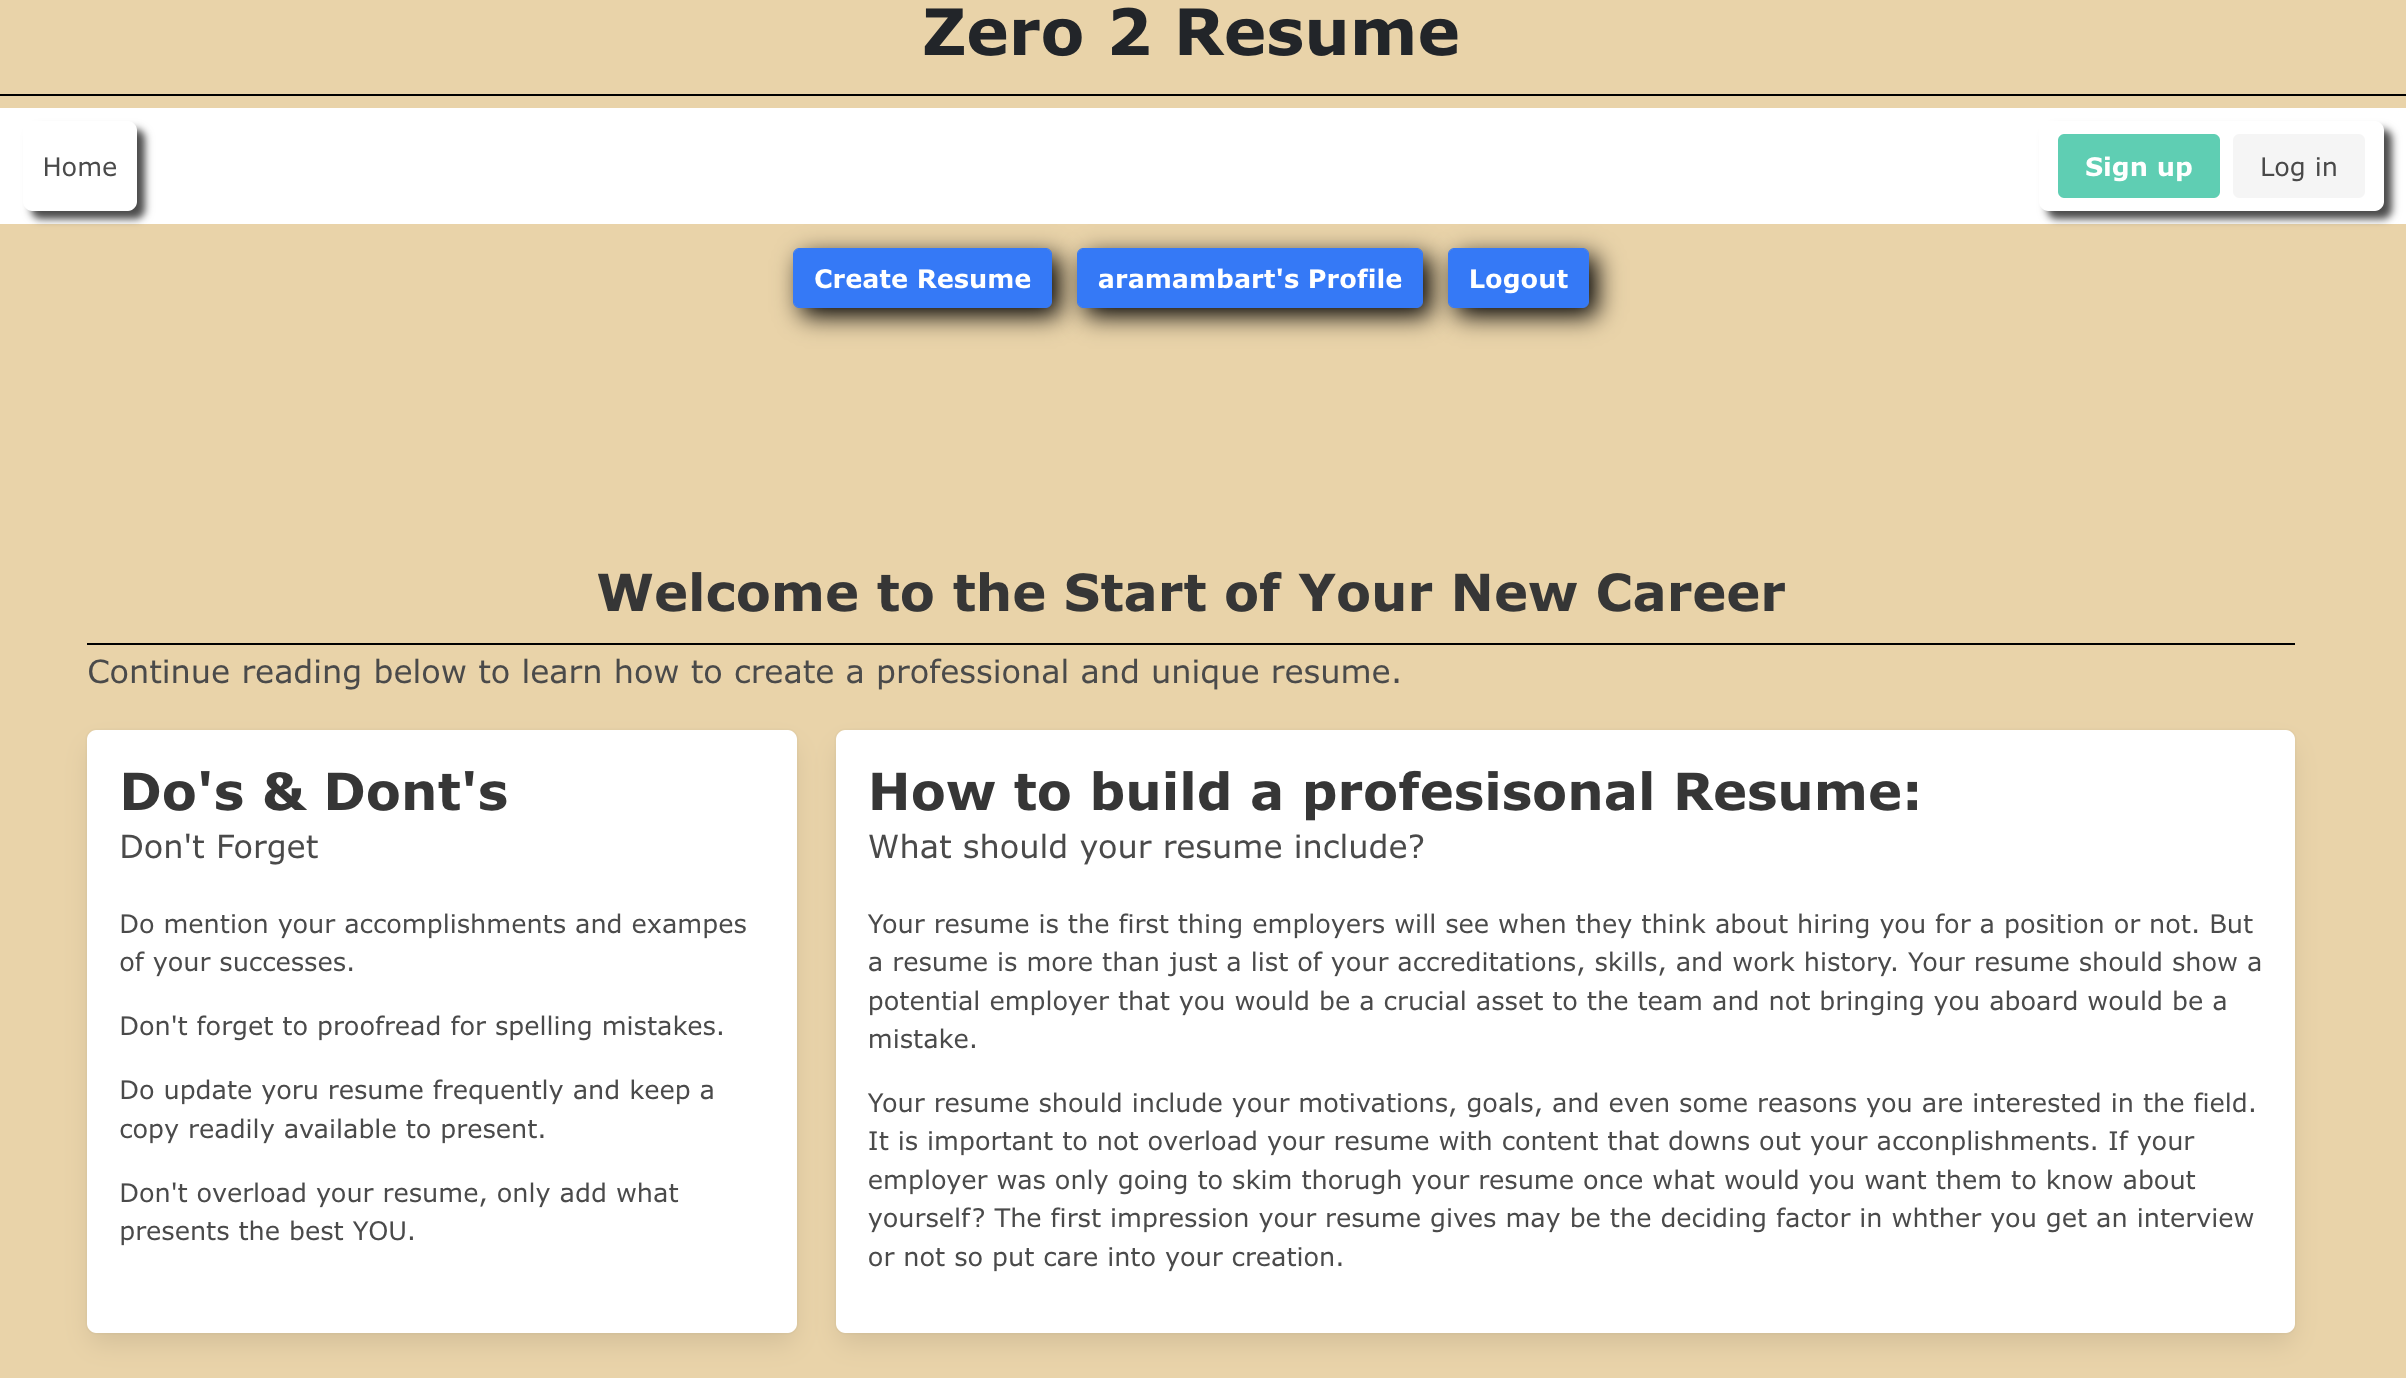 Zero 2 Resume
Home
Sign up
Log in
Create Resume
aramambart's Profile
Logout
Welcome to the Start of Your New Career
Continue reading below to learn how to create a professional and unique resume.
Do's & Dont's
Don't Forget
Do mention your accomplishments and exampes
of your successes.
Don't forget to proofread for spelling mistakes.
Do update yoru resume frequently and keep a
copy readily available to present.
Don't overload your resume, only add what
presents the best YOU.
How to build a profesisonal Resume:
What should your resume include?
Your resume is the first thing employers will see when they think about hiring you for a position or not. But
a resume is more than just a list of your accreditations, skills, and work history. Your resume should show a
potential employer that you would be a crucial asset to the team and not bringing you aboard would be a
mistake.
Your resume should include your motivations, goals, and even some reasons you are interested in the field.
It is important to not overload your resume with content that downs out your acconplishments. If your
employer was only going to skim thorugh your resume once what would you want them to know about
yourself? The first impression your resume gives may be the deciding factor in whther you get an interview
or not so put care into your creation.